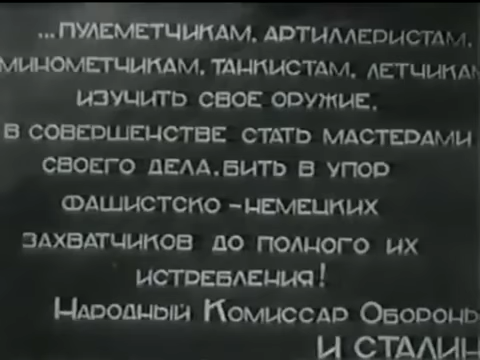 ...ПУЛЕМЕТЧИКАМ, АРТИЛЛЕРИСТАМ,
МИНОМЕТЧИКАМ, ТАНКИСТАМ, ЛЕТЧИКАМ
ИЗУЧИТЬ СВОЕ ОРУЖИЕ,
В СОВЕРШЕНСТВЕ СТАТЬ МАСТЕРАМИ
СВОЕГО ДЕЛА, БИТЬ В УПОР
ФАШИСТСКО-НЕМЕЦКИХ
ЗАХВАТЧИКОВ ДО ПОЛНОГО ИХ
ИСТРЕБЛЕНИЯ!
НАРОДНЫЙ КОМИССАР ОБОРОНЫ
И СТАЛИН